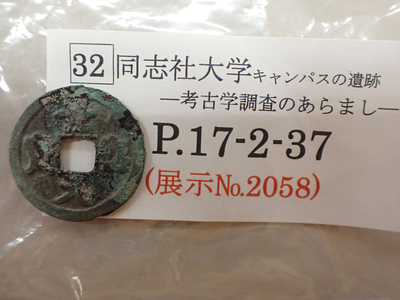 32 同志社大学キャンパスの遺跡
―考古学調査のあらまし―
P.17-2-37
(展示No.2058)